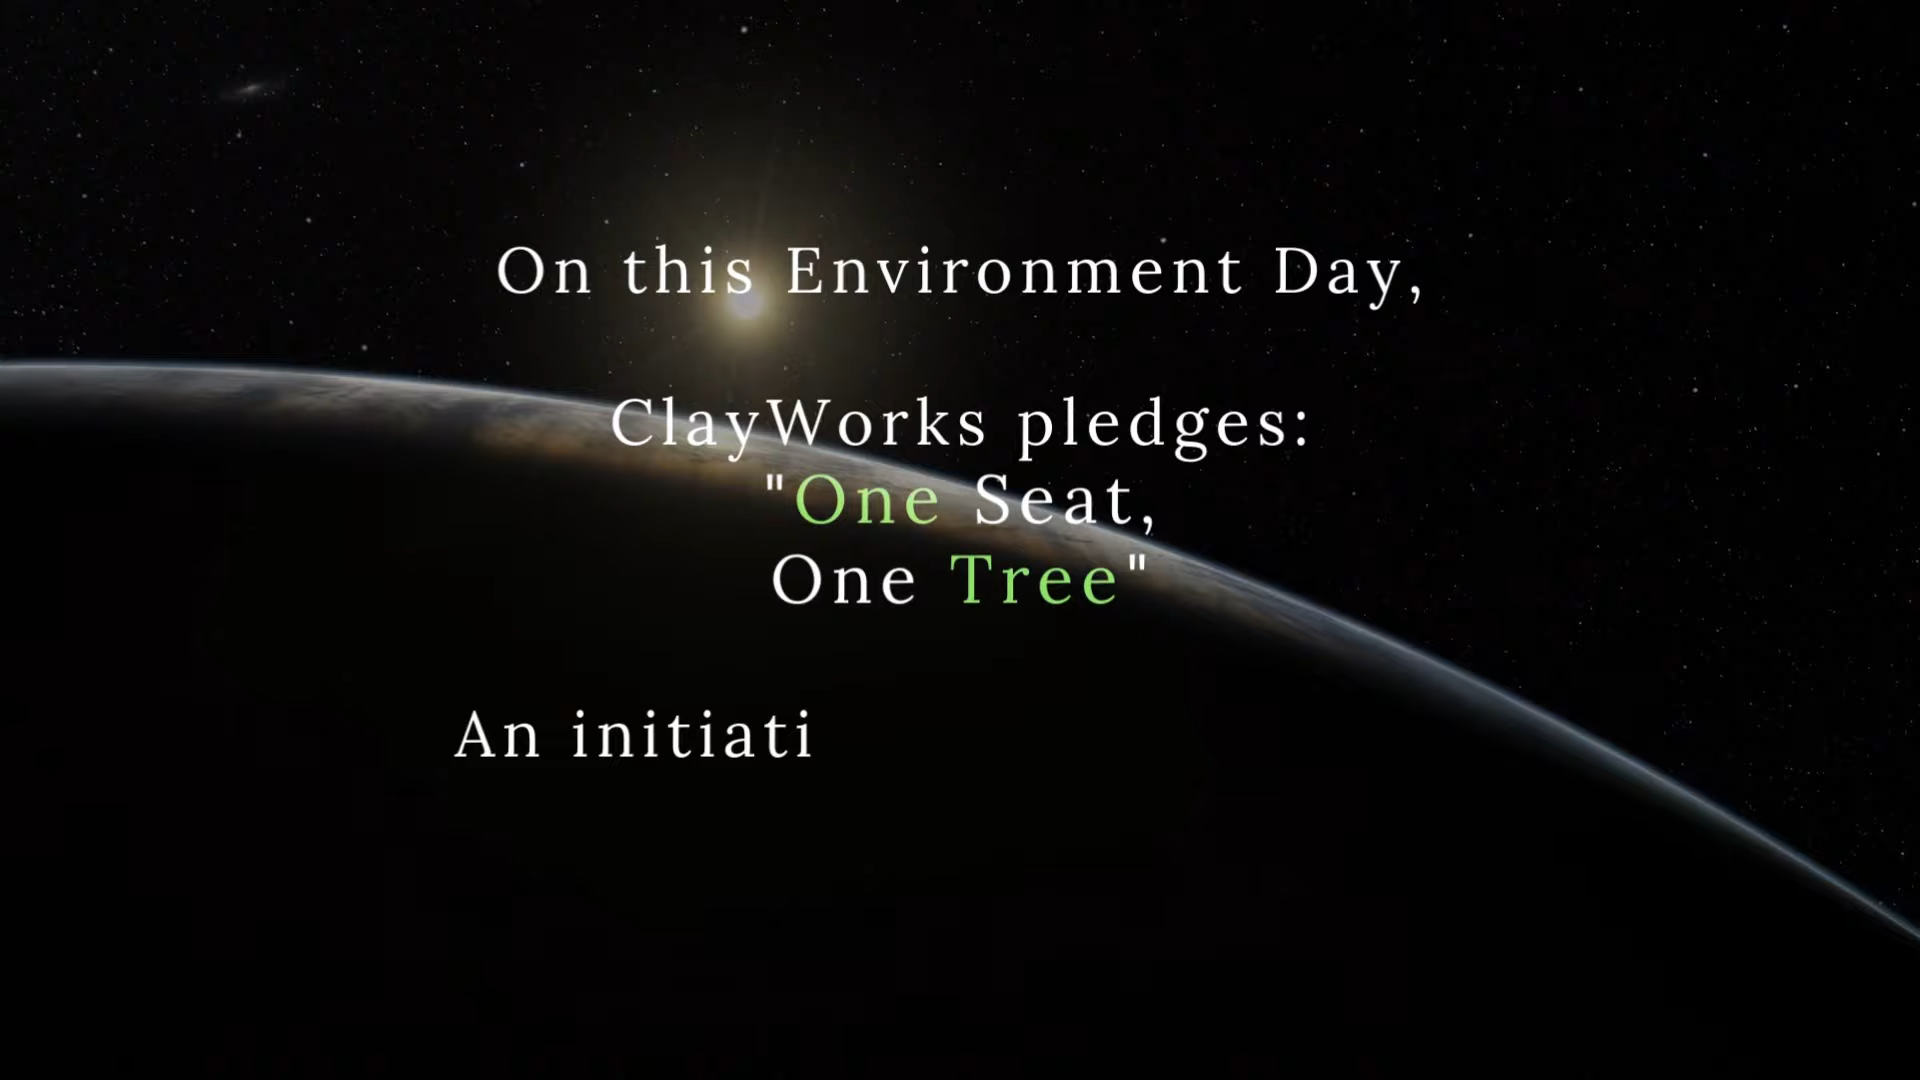 On this Environment Day,
ClayWorks pledges:
"One Seat,
One Tree"
An initiati